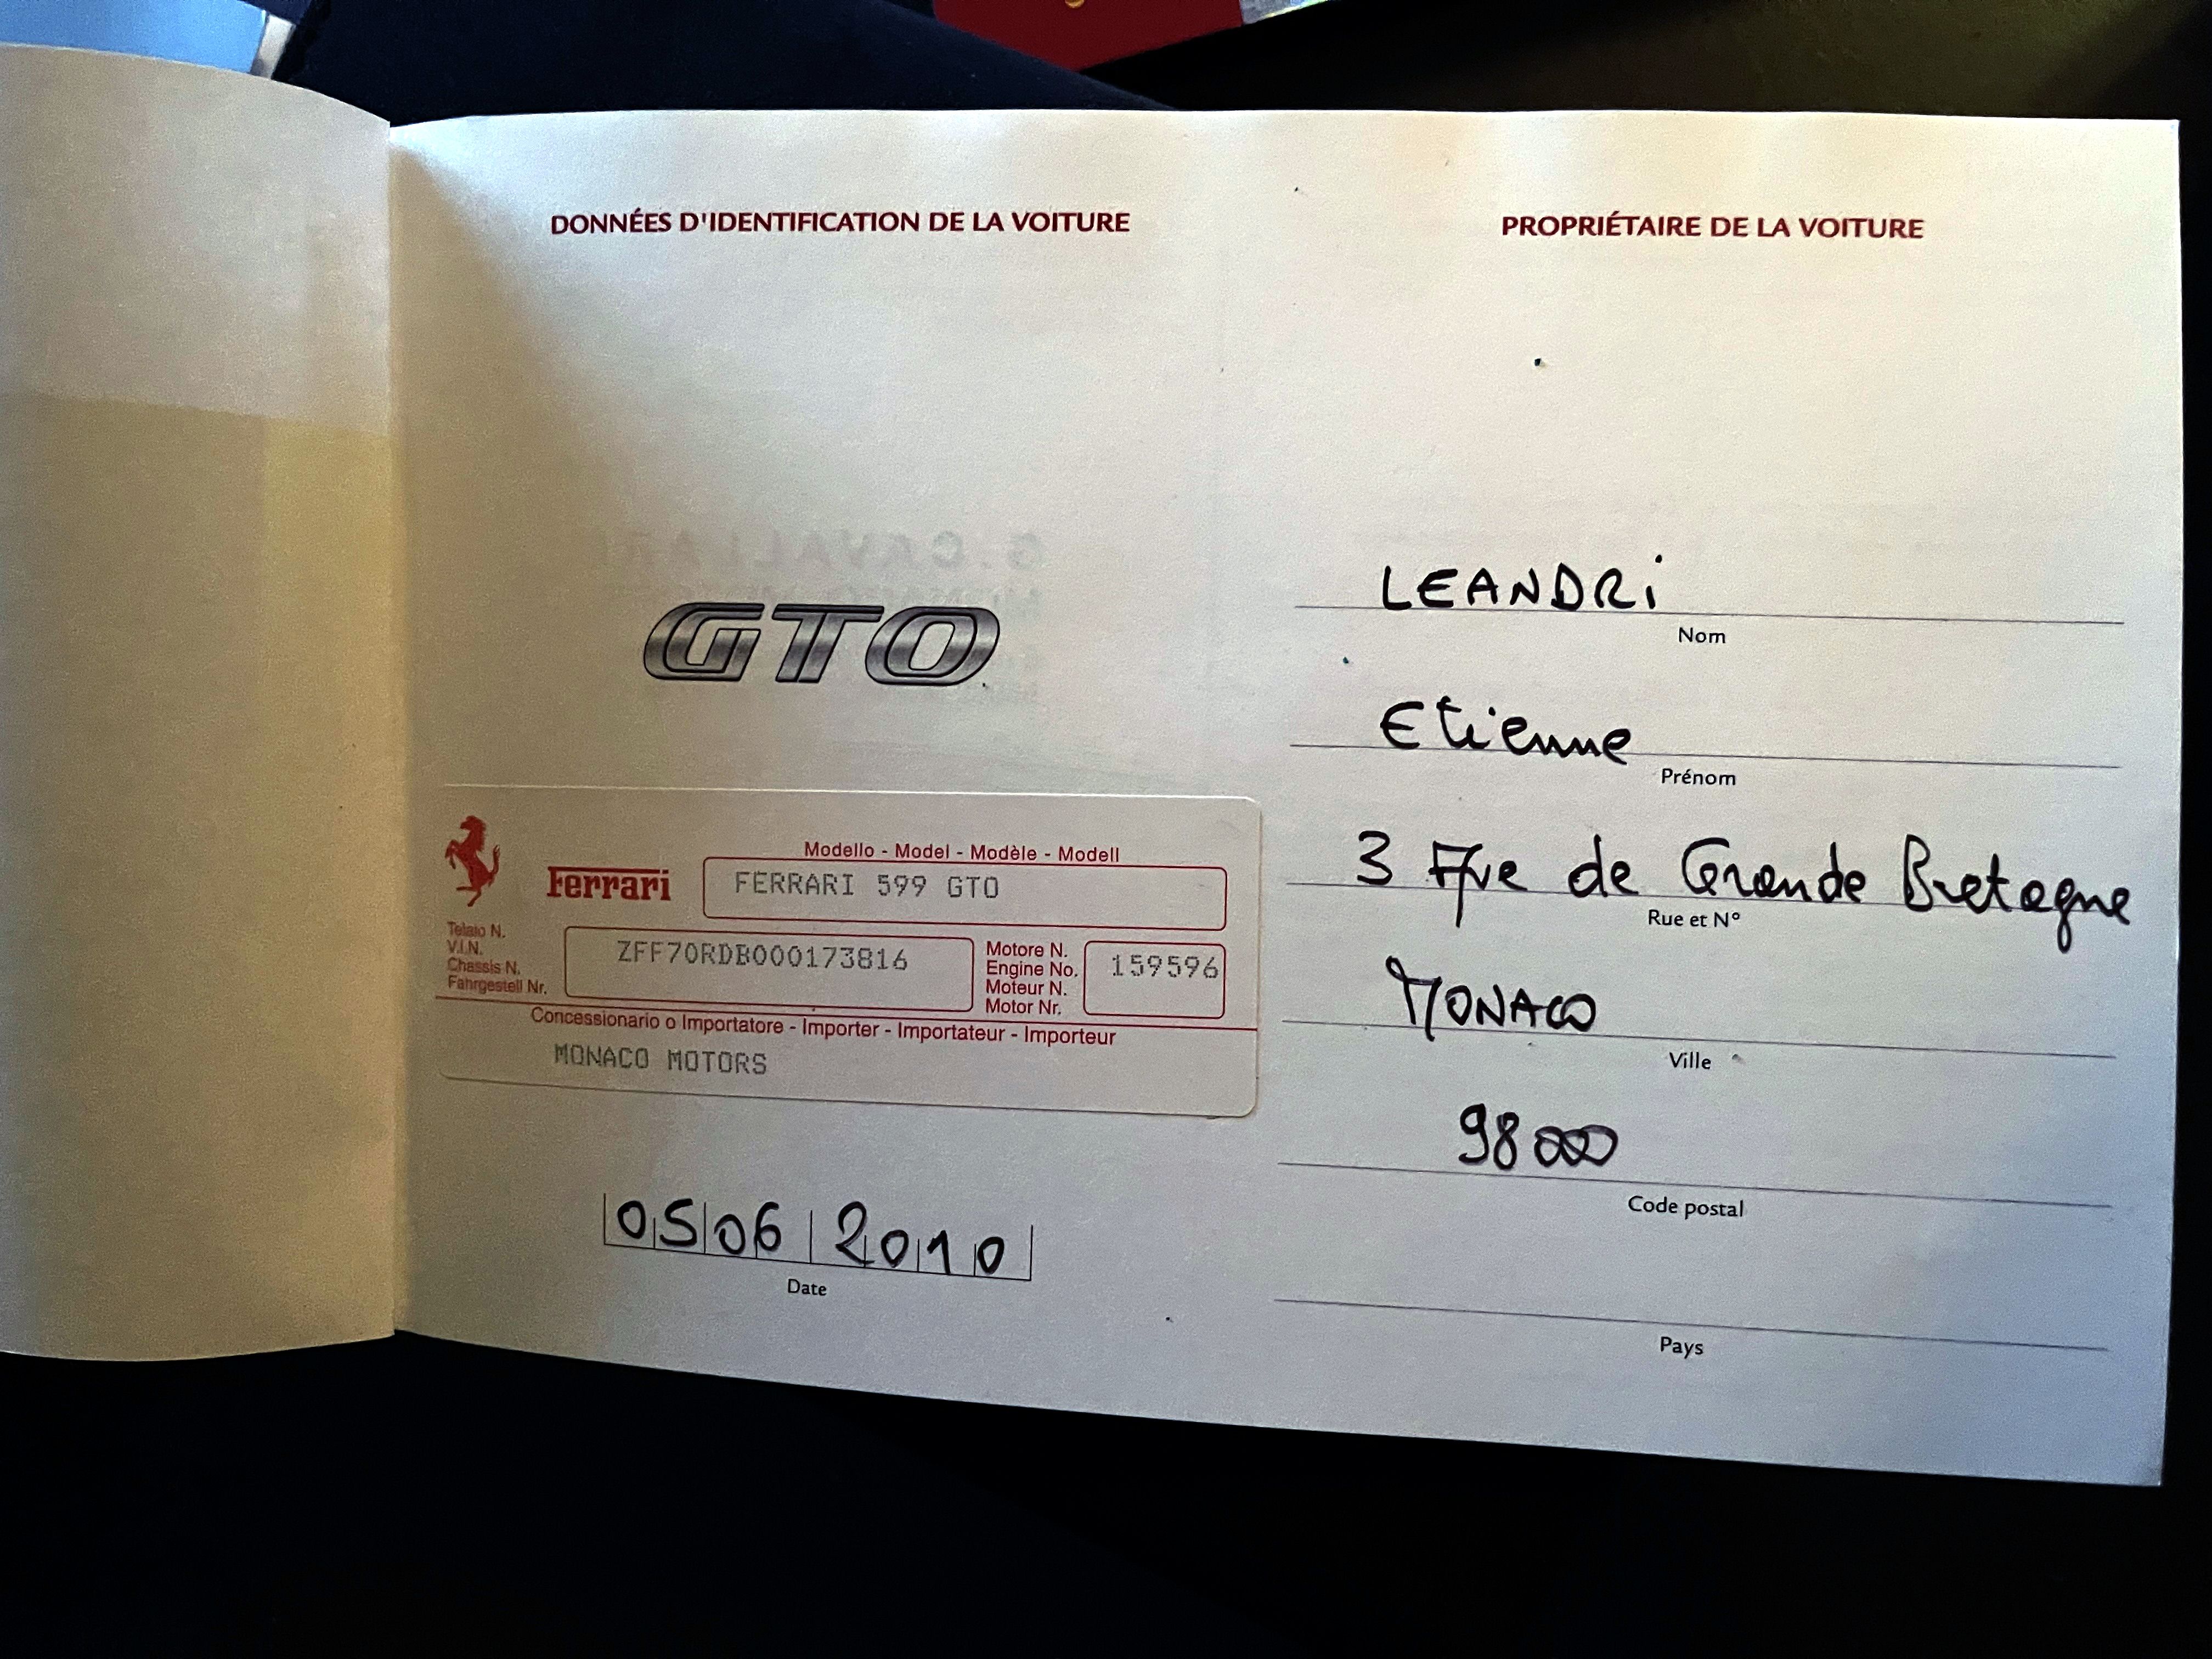 DONNÉES D'IDENTIFICATION DE LA VOITURE
G. CAVALLARI
GTO
Ferrari
Modello - Model - Modèle - Modell
FERRARI 599 GTO
Telaio N.
V.I.N.
Chassis N.
Fahrgestell Nr.
ZFF70RDB000173816
Motore N.
Engine No.
Moteur N.
Motor Nr.
159596
Concessionario o Importatore - Importer - Importateur - Importeur
MONACO MOTORS
05 06 2010
Date
PROPRIÉTAIRE DE LA VOITURE
LEANDRi
Nom
Etienne
Prénom
3 Ave de Grande Bretagne
Rue et N°
MONACO
Ville
98000
Code postal
Pays